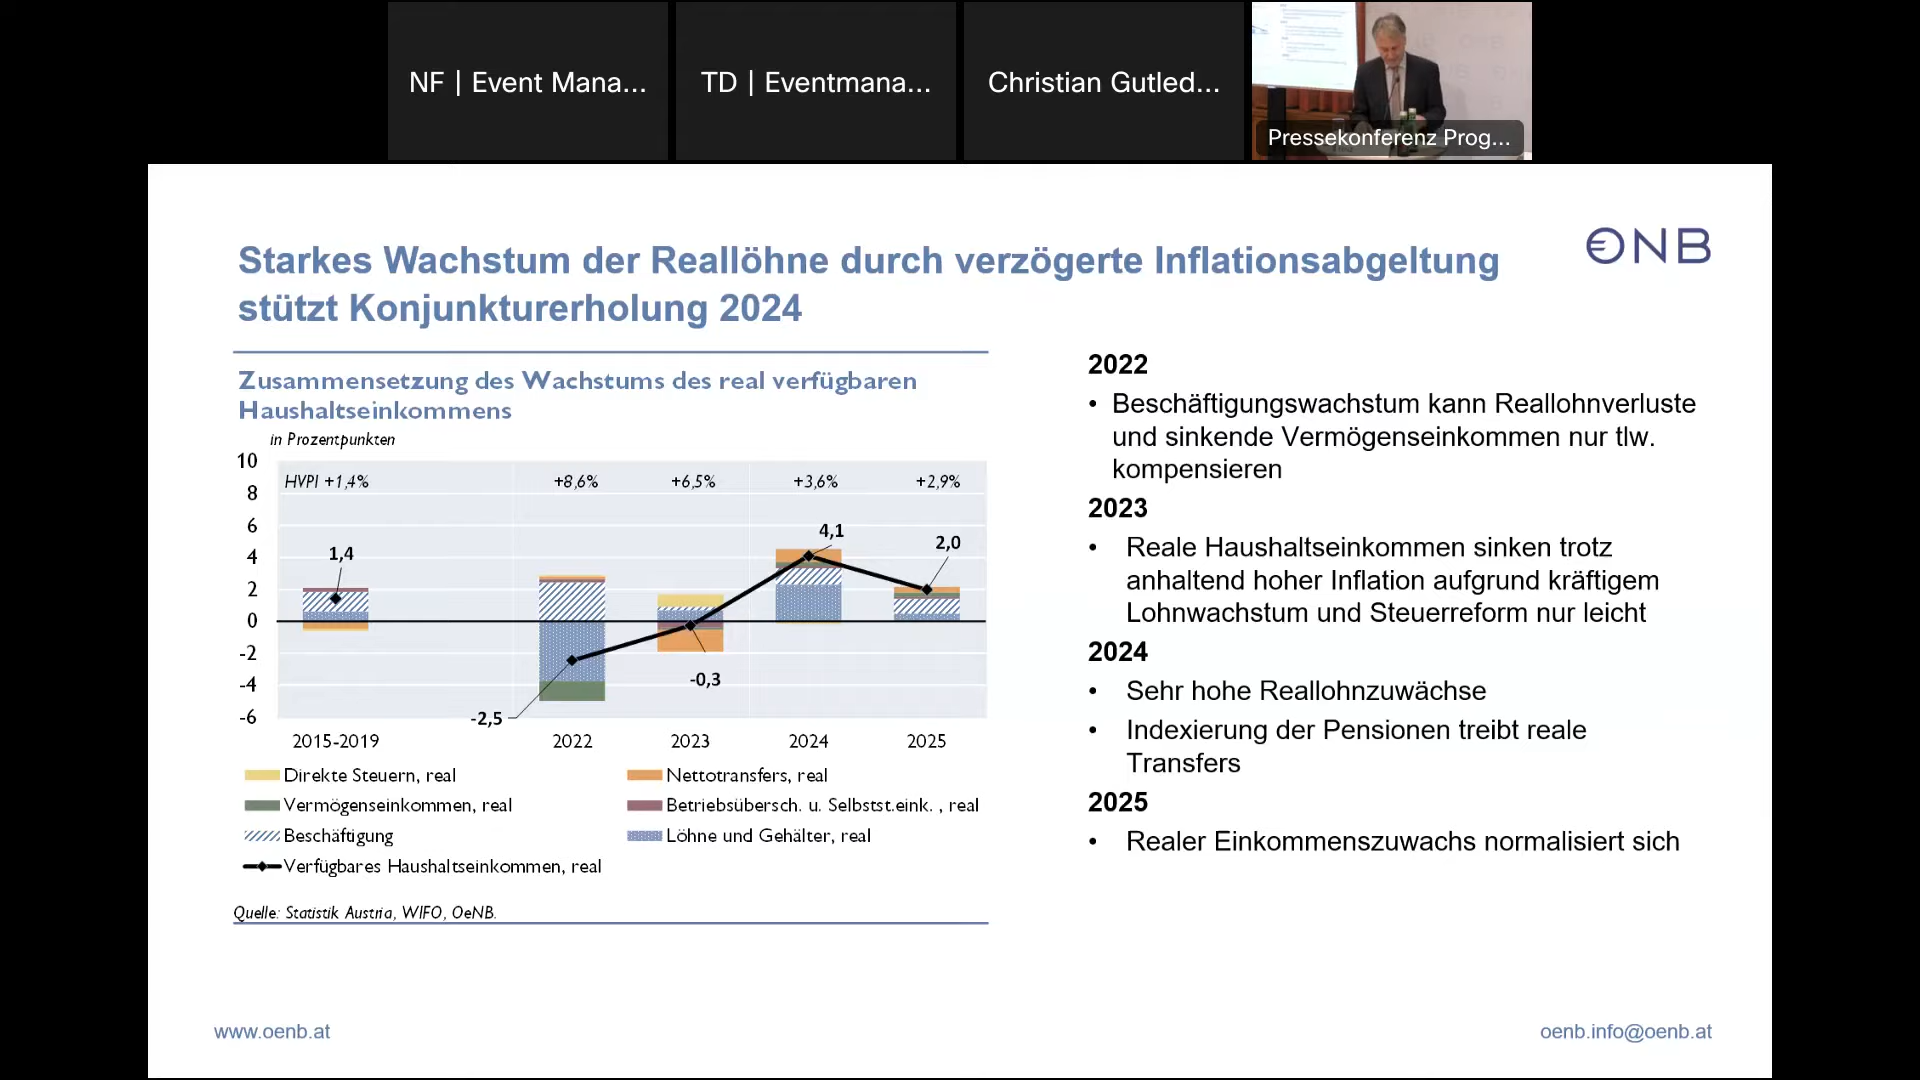 NF | Event Mana...
TD | Eventmana...
Christian Gutled...
Pressekonferenz Prog...
Starkes Wachstum der Reallöhne durch verzögerte Inflationsabgeltung
stützt Konjunkturerholung 2024
ONB
Zusammensetzung des Wachstums des real verfügbaren
Haushaltseinkommens
in Prozentpunkten
10
8
6
4
2
0
-2
-4
-6
HVPI +1,4%
+8,6%
+6,5%
+3,6%
+2,9%
1,4
-2,5
-0,3
4,1
2,0
2015-2019
2022
2023
2024
2025
Direkte Steuern, real
Nettotransfers, real
Vermögenseinkommen, real
Betriebsübersch. u. Selbstst.eink. , real
Beschäftigung
Löhne und Gehälter, real
Verfügbares Haushaltseinkommen, real
Quelle: Statistik Austria, WIFO, OeNB.
2022
• Beschäftigungswachstum kann Reallohnverluste
und sinkende Vermögenseinkommen nur tlw.
kompensieren
2023
• Reale Haushaltseinkommen sinken trotz
anhaltend hoher Inflation aufgrund kräftigem
Lohnwachstum und Steuerreform nur leicht
2024
• Sehr hohe Reallohnzuwächse
• Indexierung der Pensionen treibt reale
Transfers
2025
• Realer Einkommenszuwachs normalisiert sich
www.oenb.at
oenb.info@oenb.at